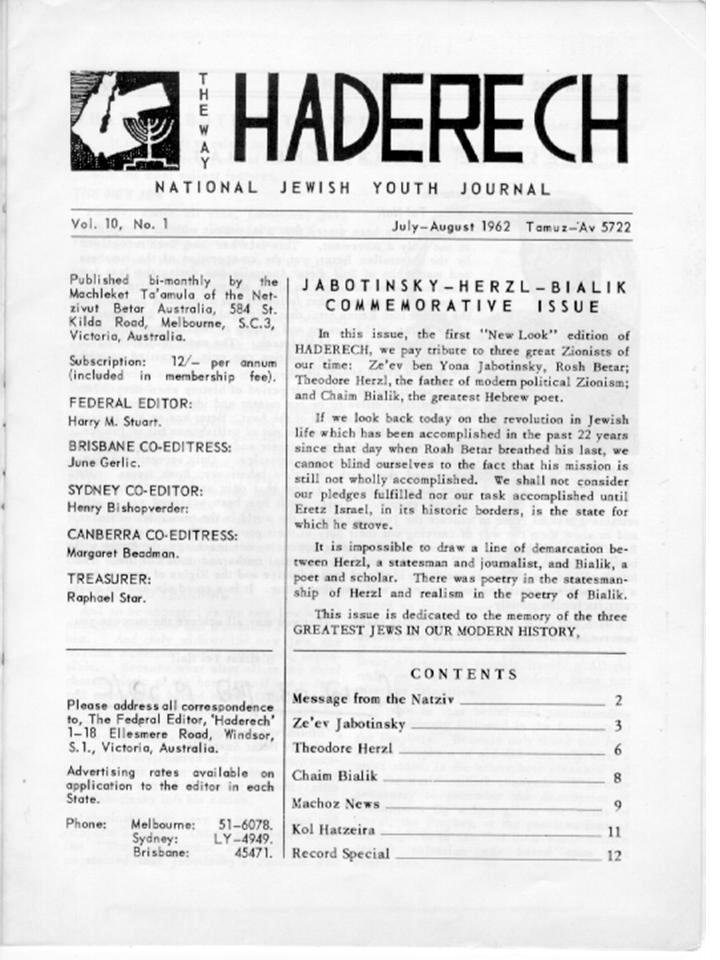 THE WAY
HADERECH
NATIONAL JEWISH YOUTH JOURNAL
Vol. 10, No. 1
July–August 1962 Tamuz–Av 5722
Published bi-monthly by the
Machleket Ta'amula of the Net-
zivut Betar Australia, 584 St.
Kilda Road, Melbourne, S.C.3,
Victoria, Australia.
Subscription: 12/– per annum
(included in membership fee).
FEDERAL EDITOR:
Harry M. Stuart.
BRISBANE CO-EDITRESS:
June Gerlic.
SYDNEY CO-EDITOR:
Henry Bishopverder:
CANBERRA CO-EDITRESS:
Margaret Beadman.
TREASURER:
Raphael Star.
Please address all correspondence
to, The Federal Editor, 'Haderech'
1–18 Ellesmere Road, Windsor,
S.1., Victoria, Australia.
Advertising rates available on
application to the editor in each
State.
Phone: Melbourne: 51–6078.
Sydney: LY–4949.
Brisbane: 45471.
JABOTINSKY–HERZL–BIALIK
COMMEMORATIVE ISSUE
In this issue, the first "New Look" edition of
HADERECH, we pay tribute to three great Zionists of
our time: Ze'ev ben Yona Jabotinsky, Rosh Betar;
Theodore Herzl, the father of modern political Zionism;
and Chaim Bialik, the greatest Hebrew poet.
If we look back today on the revolution in Jewish
life which has been accomplished in the past 22 years
since that day when Roah Betar breathed his last, we
cannot blind ourselves to the fact that his mission is
still not wholly accomplished. We shall not consider
our pledges fulfilled nor our task accomplished until
Eretz Israel, in its historic borders, is the state for
which he strove.
It is impossible to draw a line of demarcation be-
tween Herzl, a statesman and journalist, and Bialik, a
poet and scholar. There was poetry in the statesman-
ship of Herzl and realism in the poetry of Bialik.
This issue is dedicated to the memory of the three
GREATEST JEWS IN OUR MODERN HISTORY.
CONTENTS
Message from the Natziv 2
Ze'ev Jabotinsky 3
Theodore Herzl 6
Chaim Bialik 8
Machoz News 9
Kol Hatzeira 11
Record Special 12